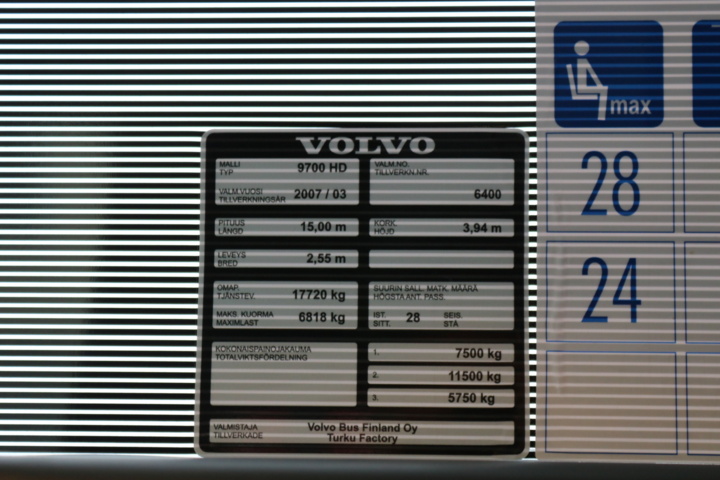 VOLVO
MALLI
TYP 9700 HD
VALM.NO.
TILLVERKN.NR.
VALM.VUOSI
TILLVERKNINGSÅR 2007 / 03
6400
PITUUS
LÄNGD 15,00 m
KORK.
HÖJD 3,94 m
LEVEYS
BRED 2,55 m
OMAP.
TJÄNSTEV. 17720 kg
SUURIN SALL. MATK. MÄÄRÄ
HÖGSTA ANT. PASS.
MAKS. KUORMA
MAXIMLAST 6818 kg
IST. 28 SEIS.
SITT. STÅ
KOKONAISPAINOJAKAUMA
TOTALVIKTSFÖRDELNING
1. 7500 kg
2. 11500 kg
3. 5750 kg
VALMISTAJA
TILLVERKADE
Volvo Bus Finland Oy
Turku Factory
max
28
24